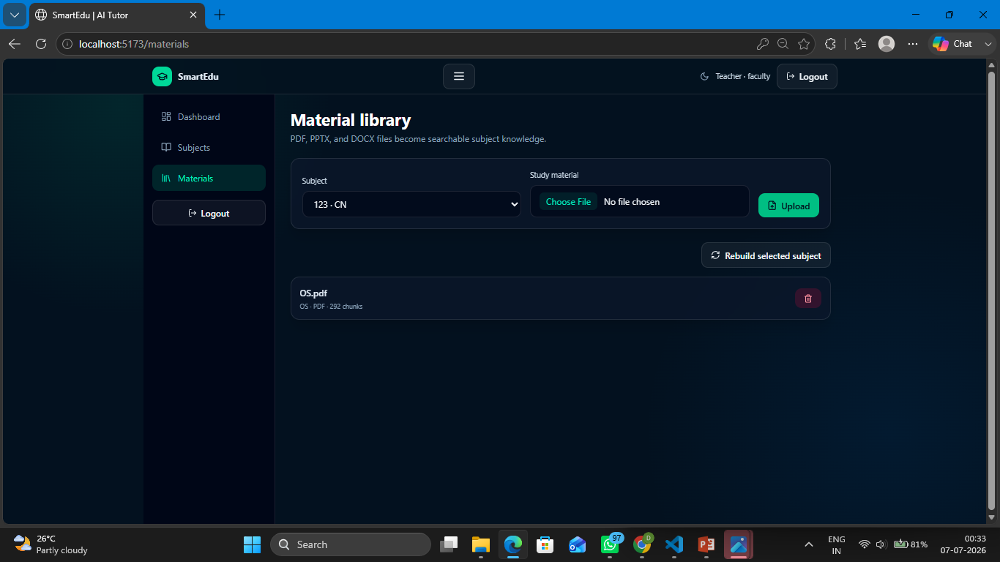 SmartEdu | AI Tutor
localhost:5173/materials
Chat
SmartEdu
Teacher · faculty
Logout
Dashboard
Subjects
Materials
Logout
Material library
PDF, PPTX, and DOCX files become searchable subject knowledge.
Subject
123 · CN
Study material
Choose File No file chosen
Upload
Rebuild selected subject
OS.pdf
OS · PDF · 292 chunks
26°C
Partly cloudy
Search
97
D
ENG
IN
81%
00:33
07-07-2026